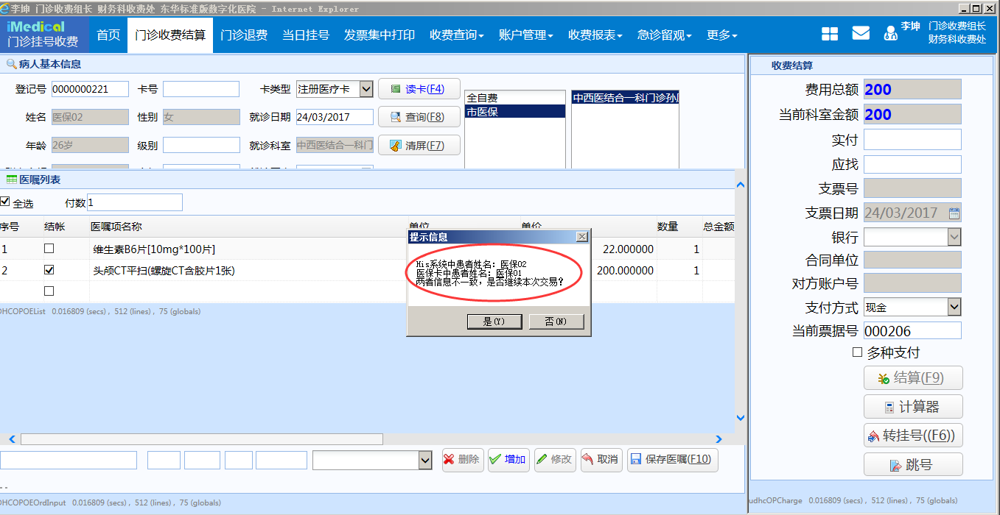 李坤 门诊收费组长 财务科收费处 东华标准版数字化医院 - Internet Explorer
iMedical
门诊挂号收费
首页 门诊收费结算 门诊退费 当日挂号 发票集中打印 收费查询 账户管理 收费报表 急诊留观 更多
李坤 门诊收费组长
财务科收费处
病人基本信息
登记号 0000000221 卡号 卡类型 注册医疗卡 读卡(F4)
姓名 医保02 性别 女 就诊日期 24/03/2017 查询(F8)
年龄 26岁 级别 就诊科室 中西医结合一科门 清屏(F7)
全自费
市医保
中西医结合一科门诊孙
医嘱列表
全选 付数 1
序号 结帐 医嘱项名称 单位 单价 数量 总金额
1 维生素B6片[10mg*100片] 22.000000 1
2 头颅CT平扫(螺旋CT含胶片1张) 200.000000 1
提示信息
His系统中患者姓名：医保02
医保卡中患者姓名：医保01
两者信息不一致，是否继续本次交易？
是(Y) 否(N)
DHCOPOEList 0.016809 (secs) , 512 (lines) , 75 (globals)
删除 增加 修改 取消 保存医嘱(F10)
- -
DHCOPOEOrdInput 0.016809 (secs) , 512 (lines) , 75 (globals)
收费结算
费用总额 200
当前科室金额 200
实付
应找
支票号
支票日期 24/03/2017
银行
合同单位
对方账户号
支付方式 现金
当前票据号 000206
多种支付
结算(F9)
计算器
转挂号((F6))
跳号
udhcOPCharge 0.016809 (secs) , 512 (lines) , 75 (globals)